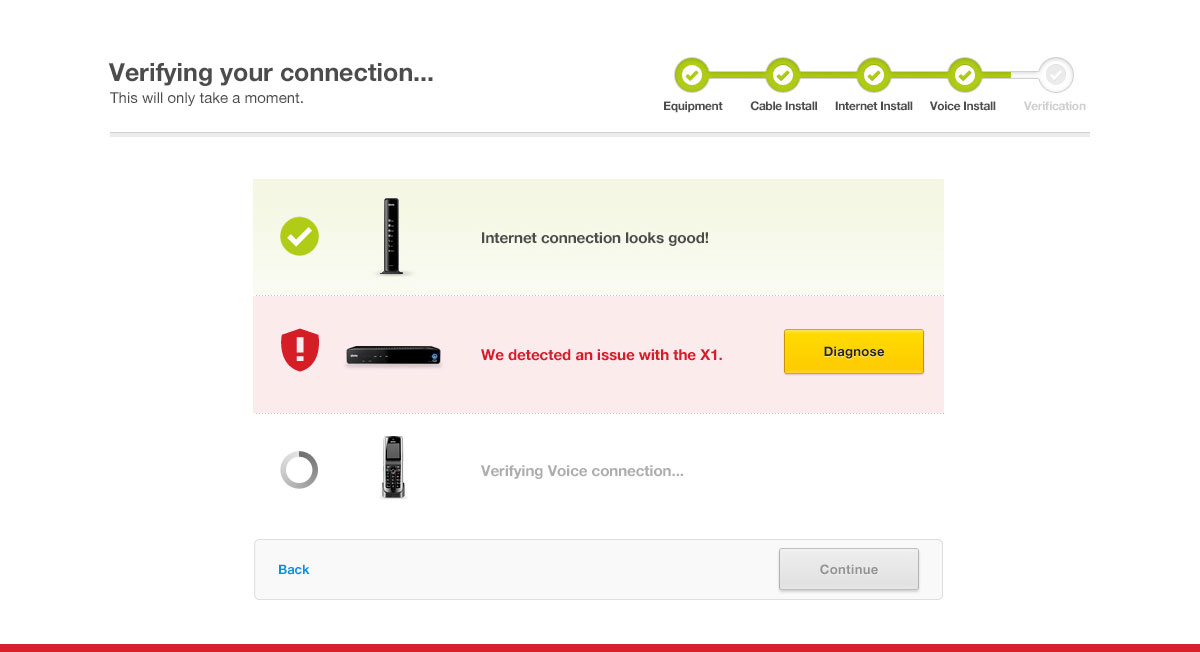 Verifying your connection...
This will only take a moment.
Equipment
Cable Install
Internet Install
Voice Install
Verification
Internet connection looks good!
We detected an issue with the X1.
Diagnose
Verifying Voice connection...
Back
Continue